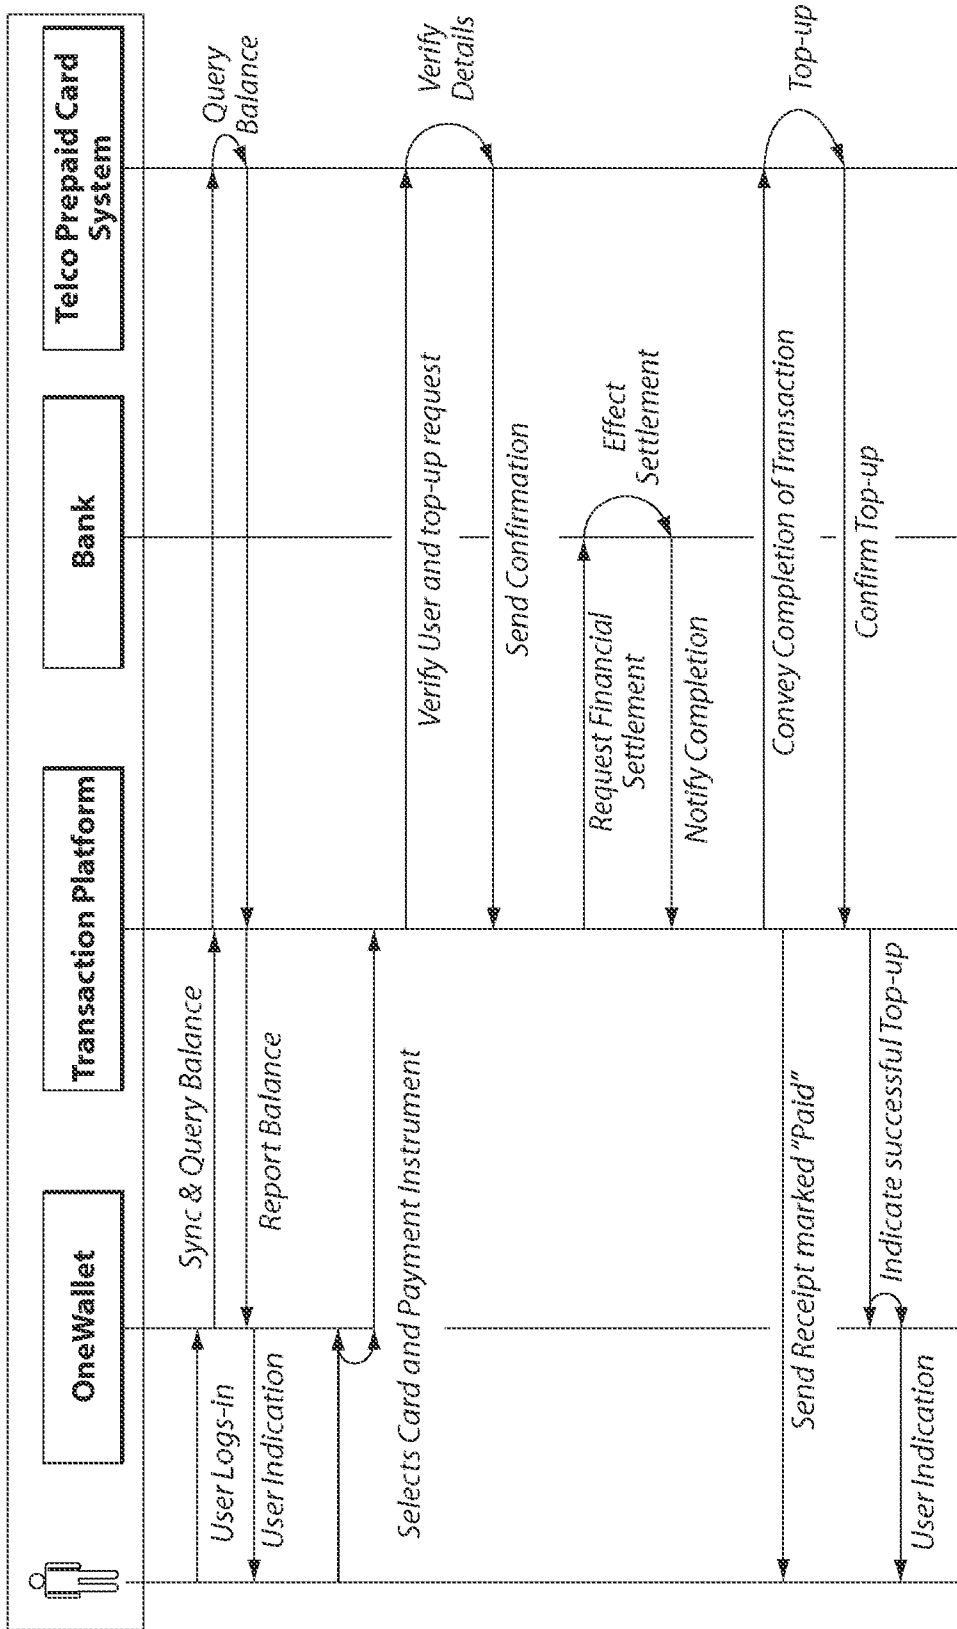 OneWallet
Transaction Platform
Bank
Telco Prepaid Card
System
User Logs-in
Sync & Query Balance
Query
Balance
Report Balance
User Indication
Selects Card and Payment Instrument
Verify User and top-up request
Verify
Details
Send Confirmation
Request Financial
Settlement
Effect
Settlement
Notify Completion
Convey Completion of Transaction
Top-up
Send Receipt marked "Paid"
Confirm Top-up
Indicate successful Top-up
User Indication